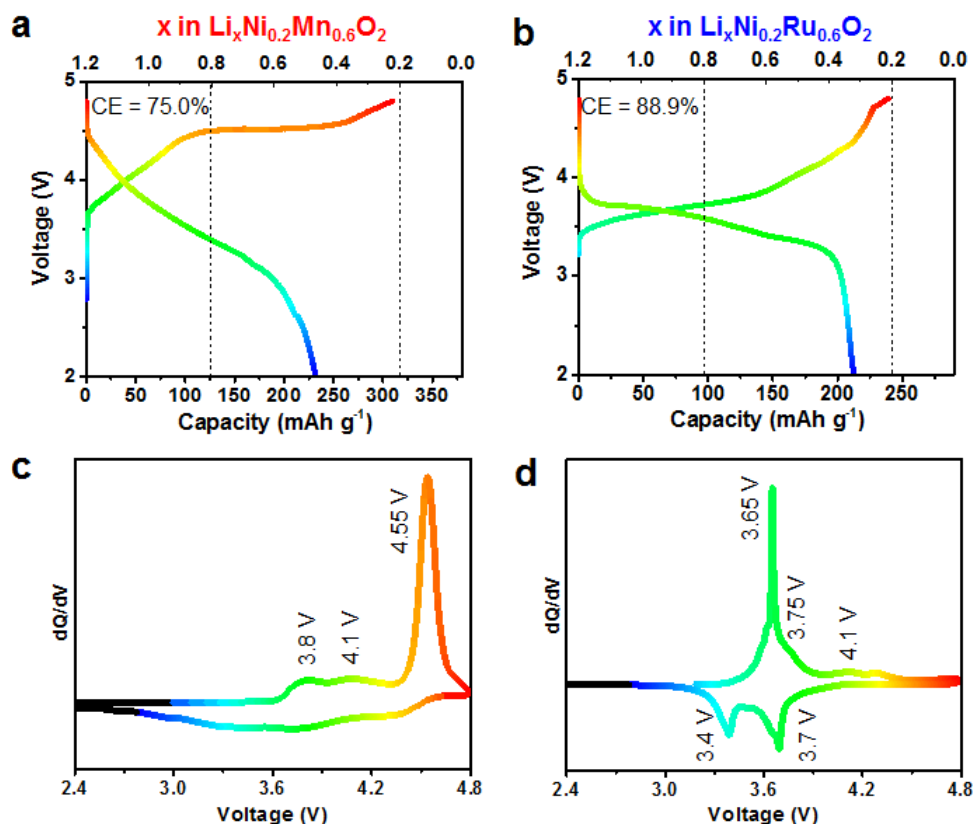 a
x in LiₓNi₀.₂Mn₀.₆O₂
1.2 1.0 0.8 0.6 0.4 0.2 0.0
CE = 75.0%
5
4
3
2
Voltage (V)
0 50 100 150 200 250 300 350
Capacity (mAh g⁻¹)
b
x in LiₓNi₀.₂Ru₀.₆O₂
1.2 1.0 0.8 0.6 0.4 0.2 0.0
CE = 88.9%
5
4
3
2
Voltage (V)
0 50 100 150 200 250
Capacity (mAh g⁻¹)
c
dQ/dV
3.8 V
4.1 V
4.55 V
2.4 3.0 3.6 4.2 4.8
Voltage (V)
d
dQ/dV
3.65 V
3.75 V
4.1 V
3.4 V
3.7 V
2.4 3.0 3.6 4.2 4.8
Voltage (V)